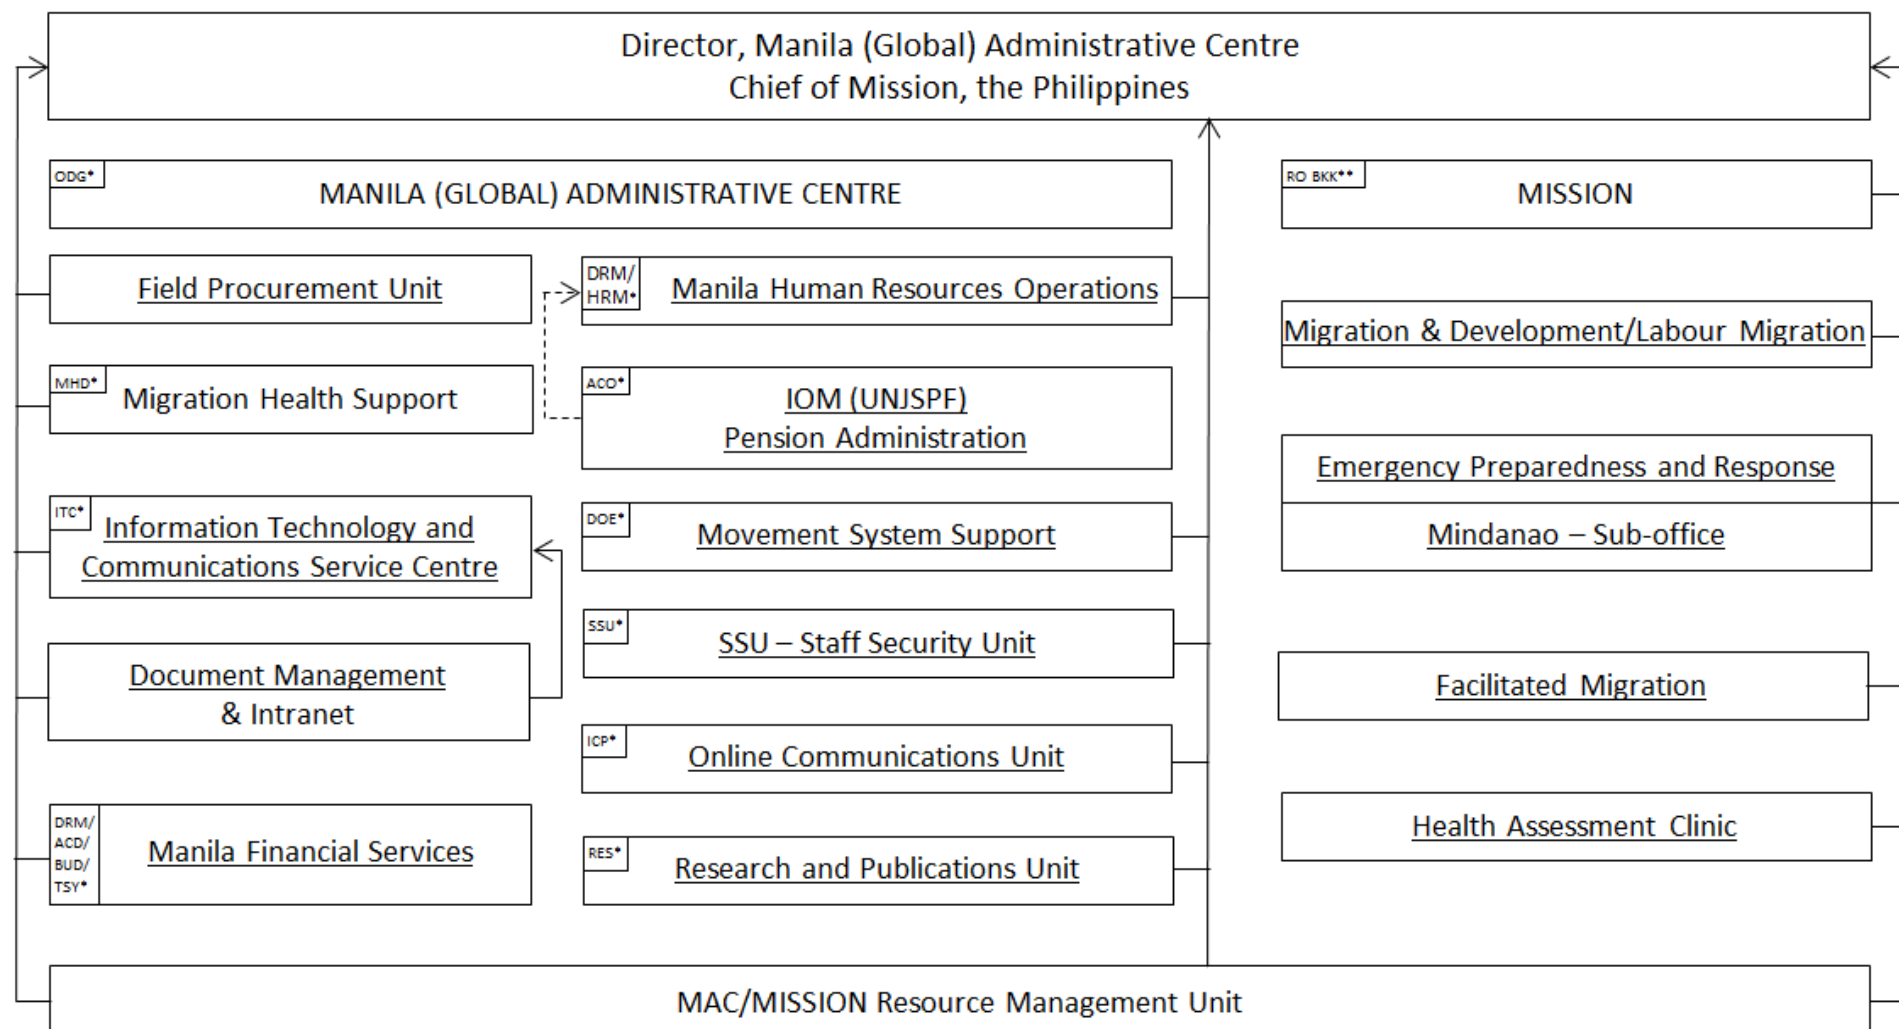 Director, Manila (Global) Administrative Centre
Chief of Mission, the Philippines
ODG*
MANILA (GLOBAL) ADMINISTRATIVE CENTRE
RO BKK**
MISSION
Field Procurement Unit
DRM/
HRM*
Manila Human Resources Operations
Migration & Development/Labour Migration
MHD*
Migration Health Support
ACO*
IOM (UNJSPF)
Pension Administration
Emergency Preparedness and Response
Mindanao – Sub-office
ITC*
Information Technology and
Communications Service Centre
DOE*
Movement System Support
SSU*
SSU – Staff Security Unit
Document Management
& Intranet
Facilitated Migration
ICP*
Online Communications Unit
DRM/
ACD/
BUD/
TSY*
Manila Financial Services
RES*
Research and Publications Unit
Health Assessment Clinic
MAC/MISSION Resource Management Unit